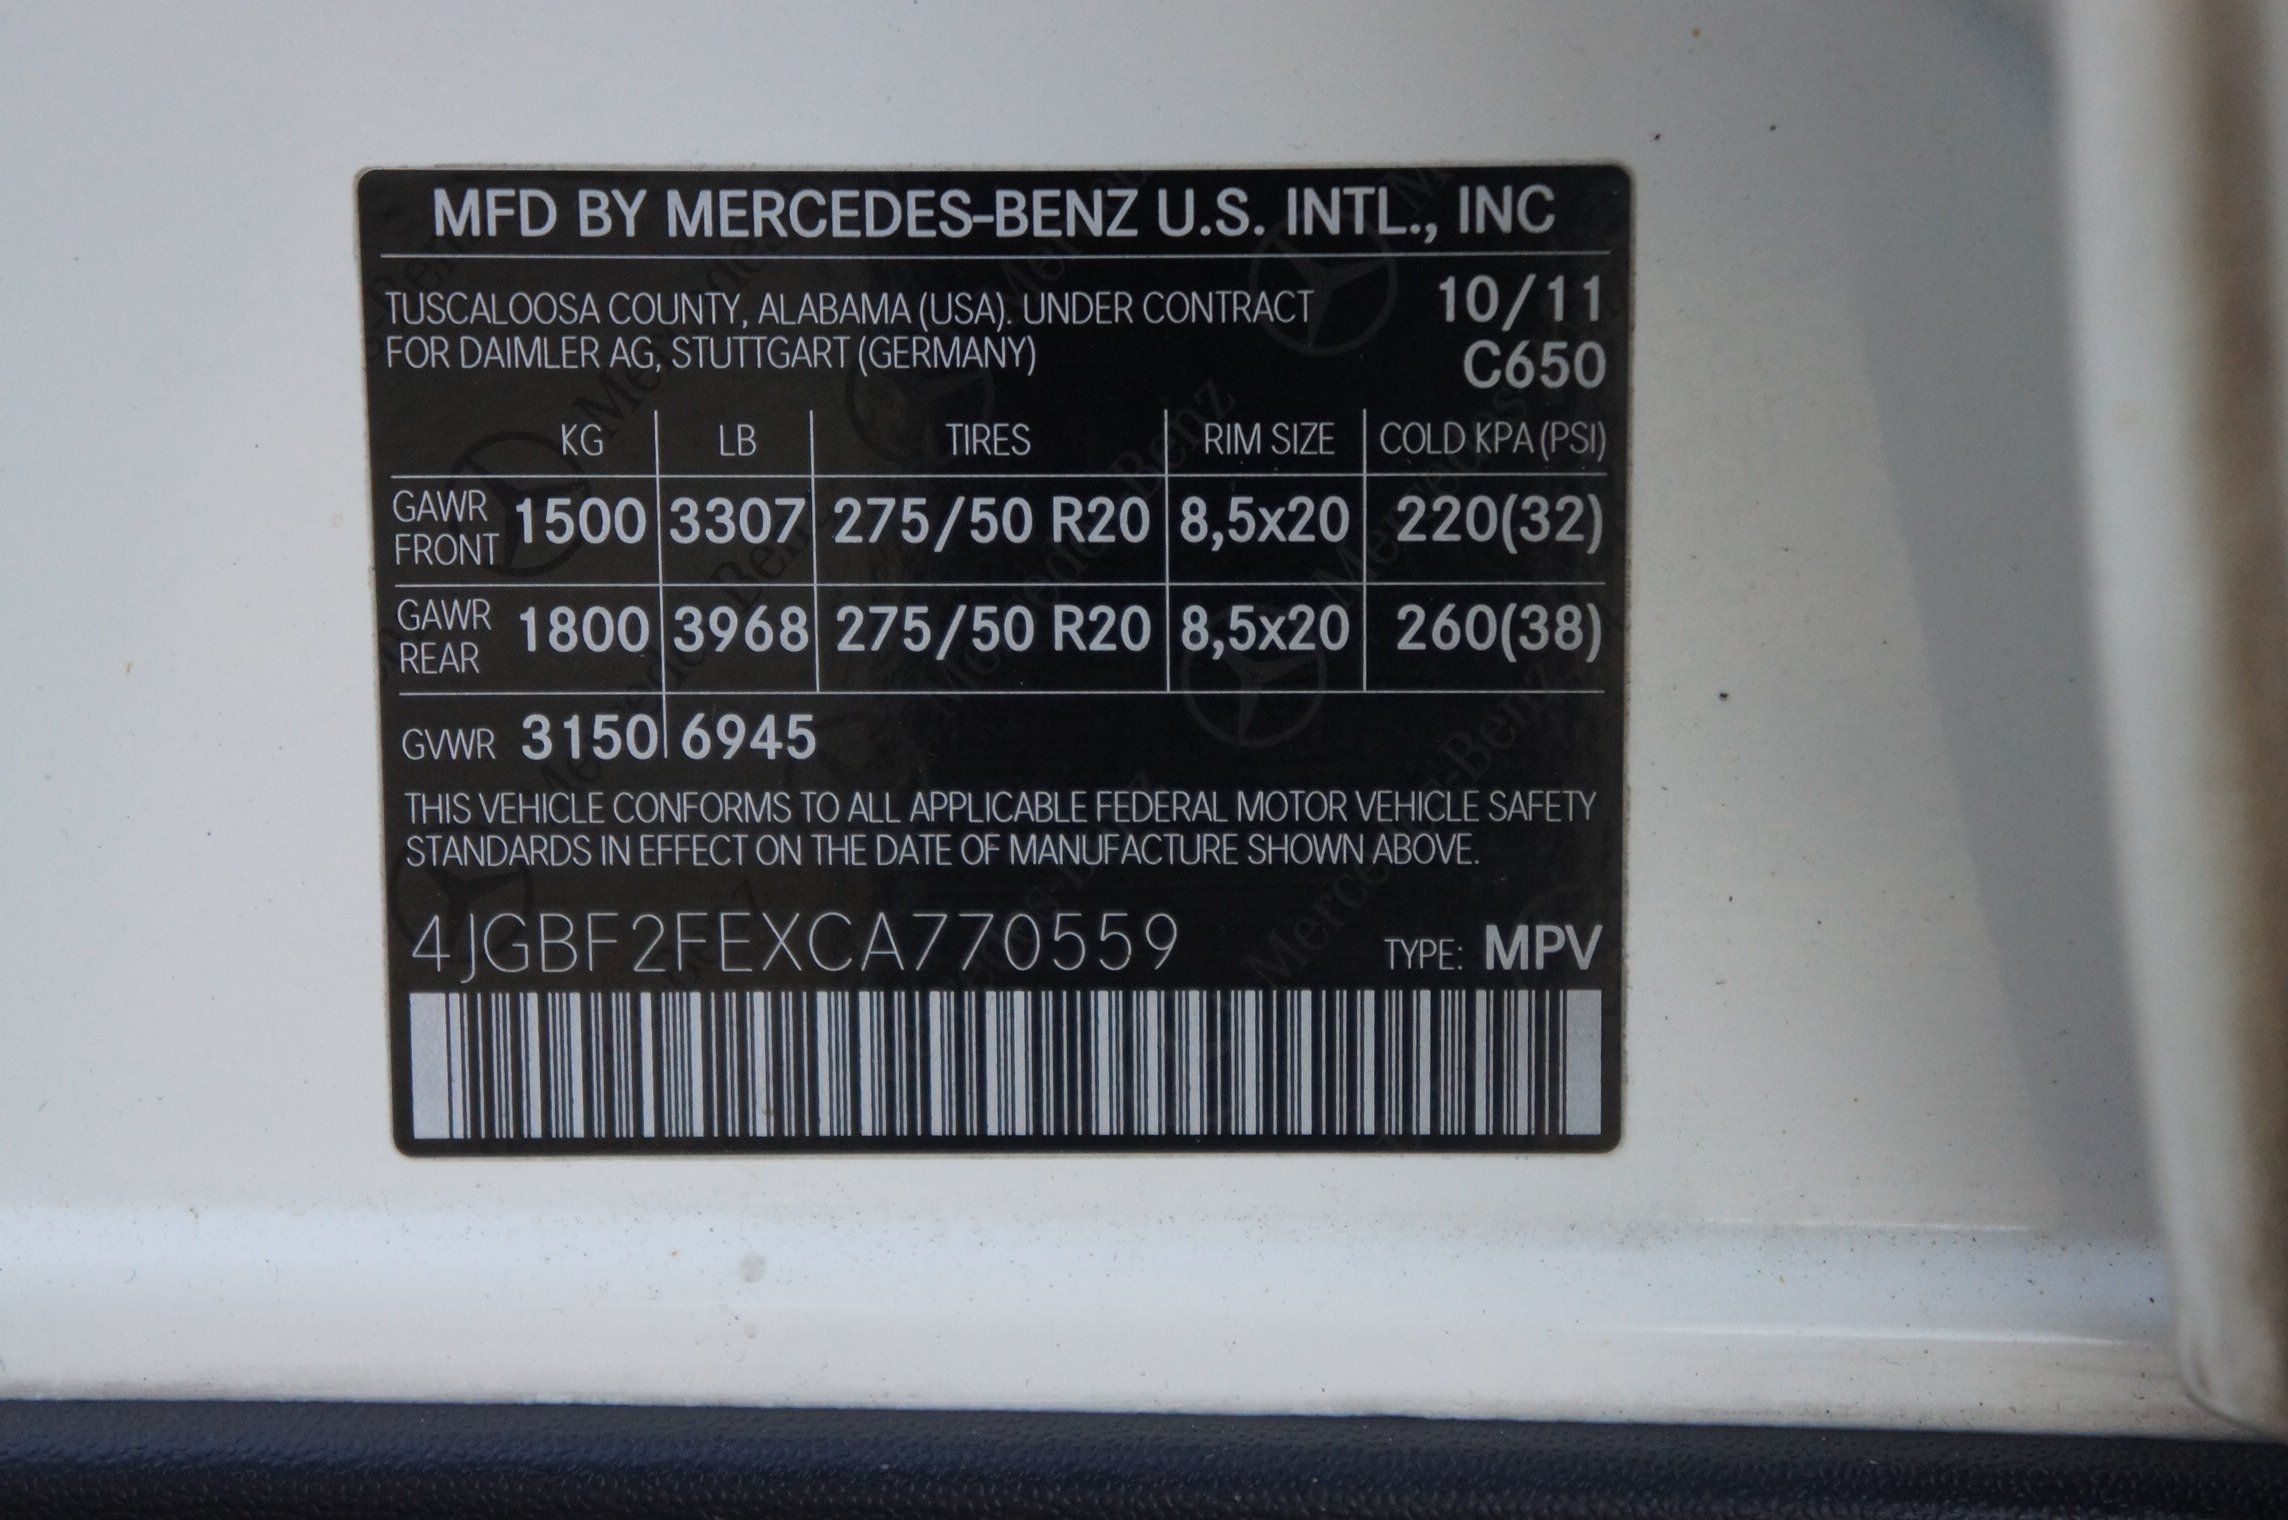 MFD BY MERCEDES-BENZ U.S. INTL., INC
TUSCALOOSA COUNTY, ALABAMA (USA). UNDER CONTRACT 10/11
FOR DAIMLER AG, STUTTGART (GERMANY) C650
KG LB TIRES RIM SIZE COLD KPA (PSI)
GAWR FRONT 1500 3307 275/50 R20 8,5x20 220(32)
GAWR REAR 1800 3968 275/50 R20 8,5x20 260(38)
GVWR 3150 6945
THIS VEHICLE CONFORMS TO ALL APPLICABLE FEDERAL MOTOR VEHICLE SAFETY
STANDARDS IN EFFECT ON THE DATE OF MANUFACTURE SHOWN ABOVE.
4JGBF2FEXCA770559 TYPE: MPV